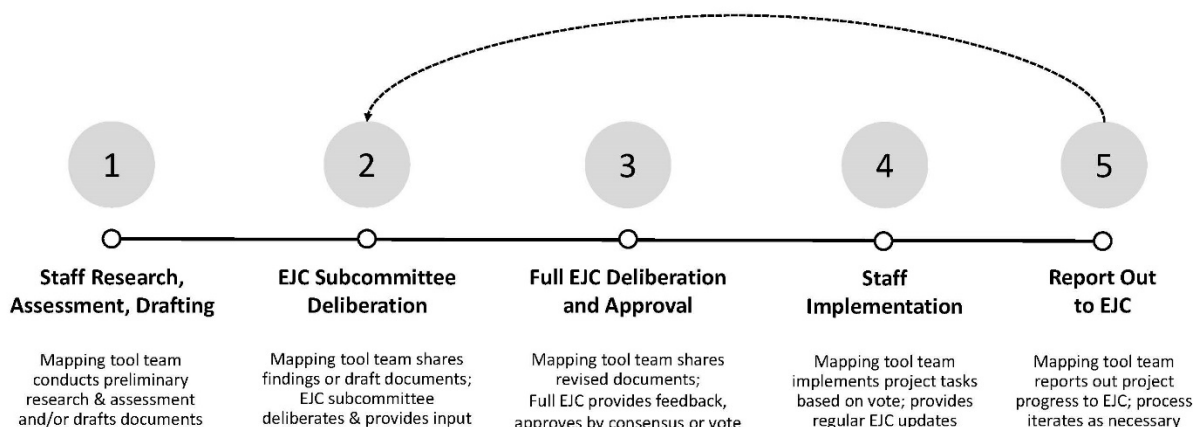 1
2
3
4
5
Staff Research,
Assessment, Drafting
Mapping tool team
conducts preliminary
research & assessment
and/or drafts documents
EJC Subcommittee
Deliberation
Mapping tool team shares
findings or draft documents;
EJC subcommittee
deliberates & provides input
Full EJC Deliberation
and Approval
Mapping tool team shares
revised documents;
Full EJC provides feedback,
approves by consensus or vote
Staff
Implementation
Mapping tool team
implements project tasks
based on vote; provides
regular EJC updates
Report Out
to EJC
Mapping tool team
reports out project
progress to EJC; process
iterates as necessary